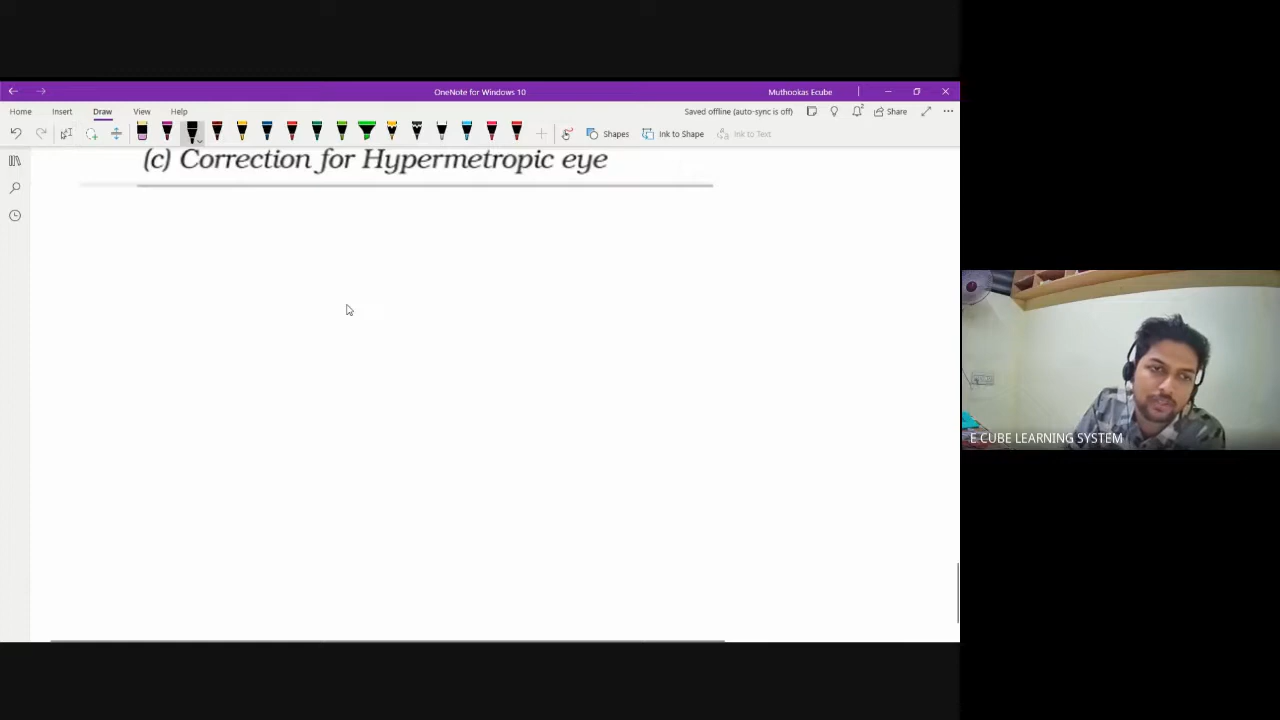 OneNote for Windows 10
Muthookas Ecube
Home
Insert
Draw
View
Help
Saved offline (auto-sync is off)
Share
Shapes
Ink to Shape
Ink to Text
(c) Correction for Hypermetropic eye
E CUBE LEARNING SYSTEM